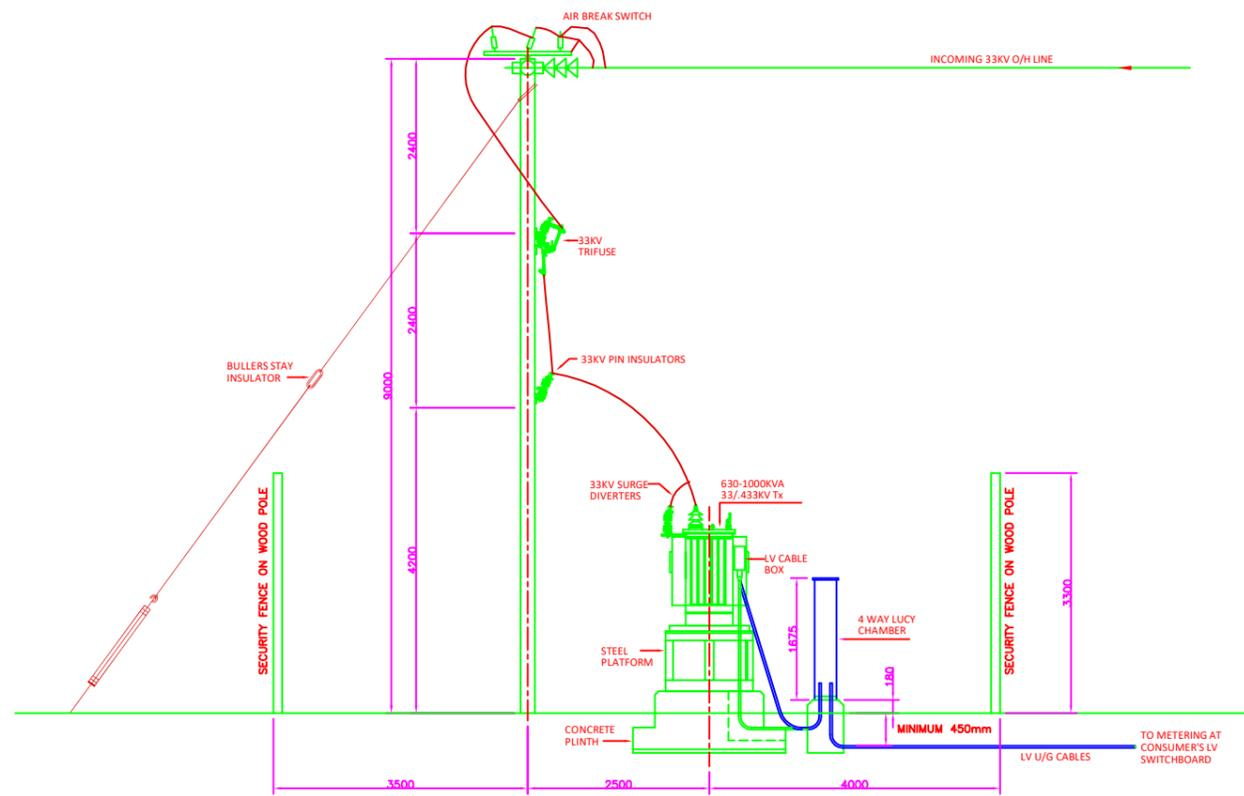 AIR BREAK SWITCH
INCOMING 33KV O/H LINE
2400
33KV
TRIFUSE
2400
33KV PIN INSULATORS
BULLERS STAY
INSULATOR
9000
33KV SURGE
DIVERTERS
630-1000KVA
33/.433KV Tx
SECURITY FENCE ON WOOD POLE
4200
LV CABLE
BOX
SECURITY FENCE ON WOOD POLE
3300
1675
4 WAY LUCY
CHAMBER
STEEL
PLATFORM
180
MINIMUM 450mm
CONCRETE
PLINTH
LV U/G CABLES
TO METERING AT
CONSUMER'S LV
SWITCHBOARD
3500
2500
4000